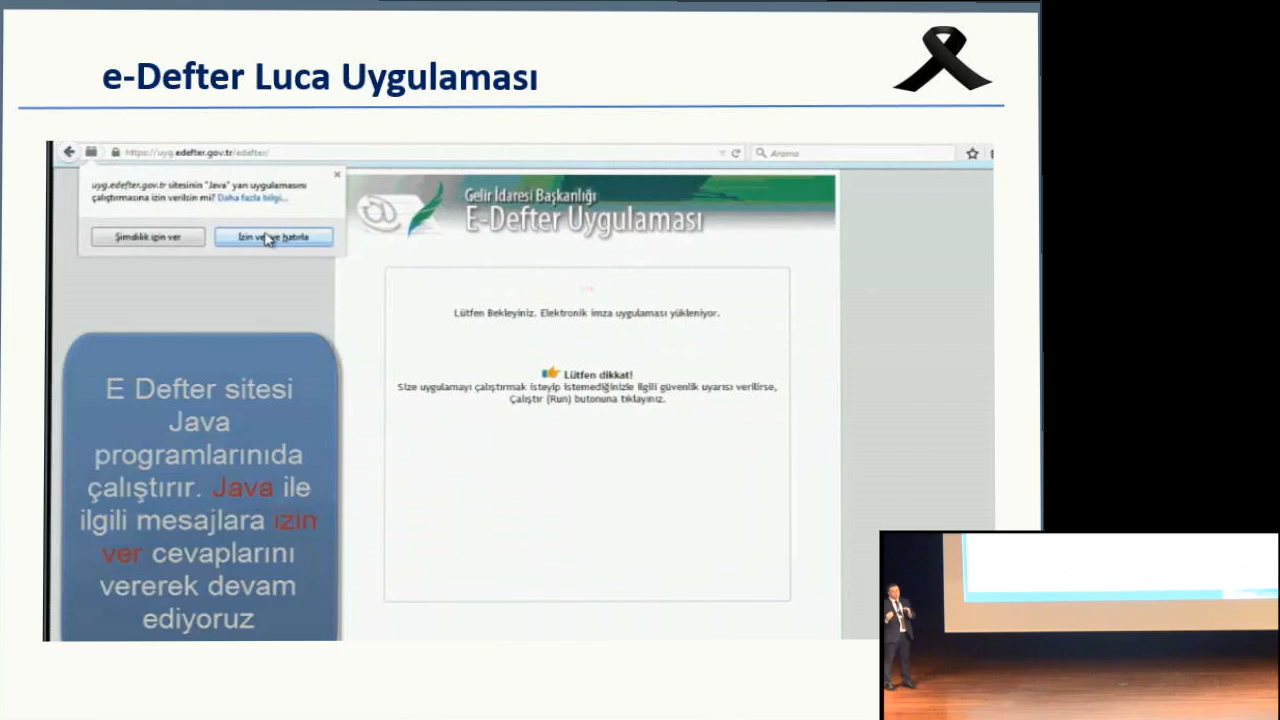 e-Defter Luca Uygulaması
https://uyg.edefter.gov.tr/edefter/
Arama
uyg.edefter.gov.tr sitesinin "Java" yan uygulamasını
çalıştırmasına izin verilsin mi? Daha fazla bilgi...
Şimdilik izin ver
İzin ver ve hatırla
Gelir İdaresi Başkanlığı
E-Defter Uygulaması
Lütfen Bekleyiniz. Elektronik imza uygulaması yükleniyor.
Lütfen dikkat!
Size uygulamayı çalıştırmak isteyip istemediğinizle ilgili güvenlik uyarısı verilirse,
Çalıştır (Run) butonuna tıklayınız.
E Defter sitesi
Java
programlarınıda
çalıştırır. Java ile
ilgili mesajlara izin
ver cevaplarını
vererek devam
ediyoruz